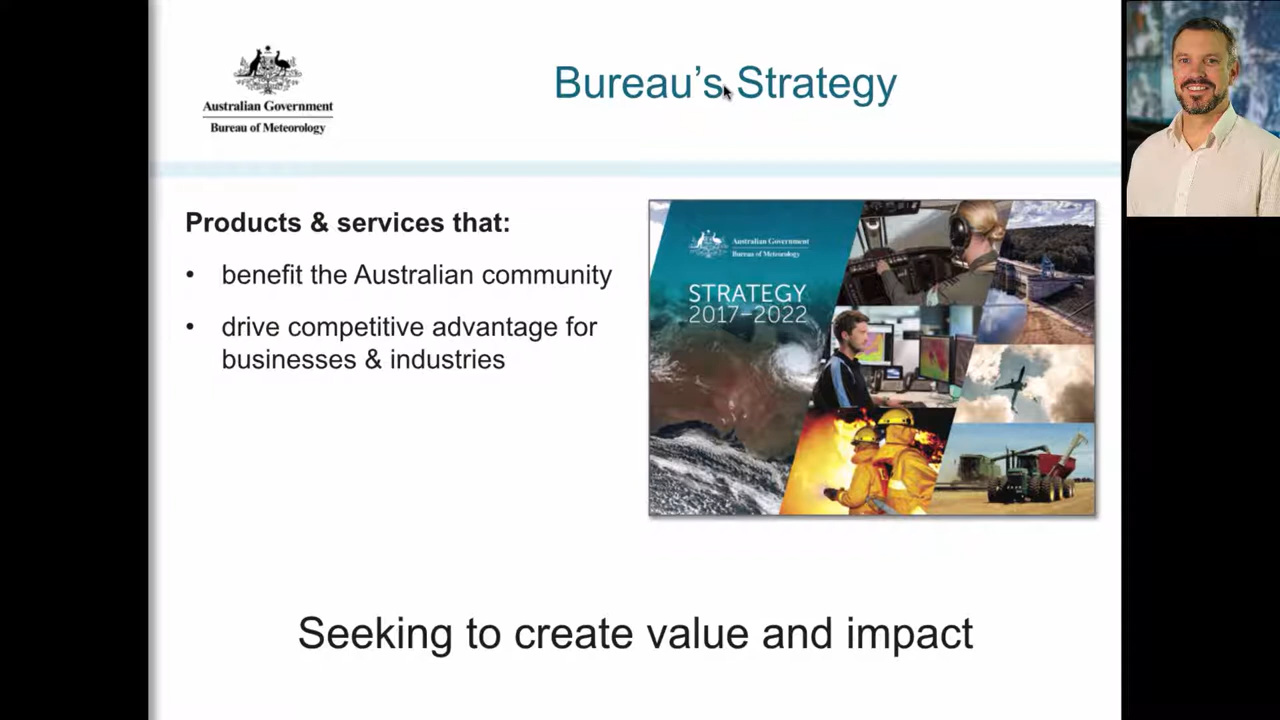 Australian Government
Bureau of Meteorology
Bureau's Strategy
Products & services that:
• benefit the Australian community
• drive competitive advantage for
businesses & industries
Australian Government
Bureau of Meteorology
STRATEGY
2017–2022
Seeking to create value and impact